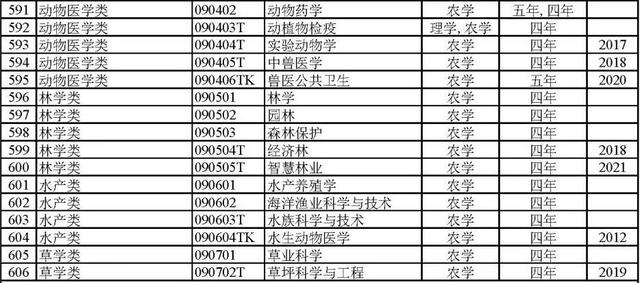 591 动物医学类 090402 动物药学 农学 五年,四年
592 动物医学类 090403T 动植物检疫 理学,农学 四年
593 动物医学类 090404T 实验动物学 农学 四年 2017
594 动物医学类 090405T 中兽医学 农学 四年 2018
595 动物医学类 090406TK 兽医公共卫生 农学 五年 2020
596 林学类 090501 林学 农学 四年
597 林学类 090502 园林 农学 四年
598 林学类 090503 森林保护 农学 四年
599 林学类 090504T 经济林 农学 四年 2018
600 林学类 090505T 智慧林业 农学 四年 2021
601 水产类 090601 水产养殖学 农学 四年
602 水产类 090602 海洋渔业科学与技术 农学 四年
603 水产类 090603T 水族科学与技术 农学 四年
604 水产类 090604TK 水生动物医学 农学 四年 2012
605 草学类 090701 草业科学 农学 四年
606 草学类 090702T 草坪科学与工程 农学 四年 2019